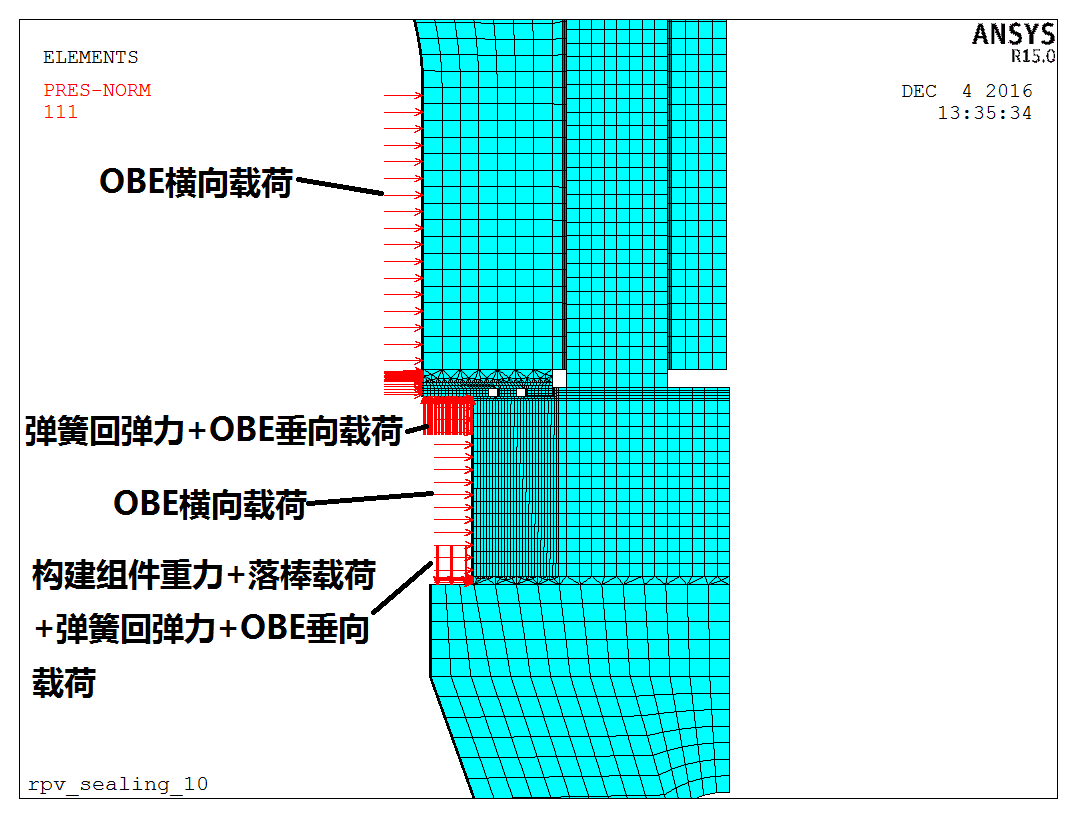 ANSYS
R15.0
ELEMENTS
PRES-NORM
111
DEC 4 2016
13:35:34
OBE横向载荷
弹簧回弹力+OBE垂向载荷
OBE横向载荷
构建组件重力+落棒载荷
+弹簧回弹力+OBE垂向
载荷
rpv_sealing_10